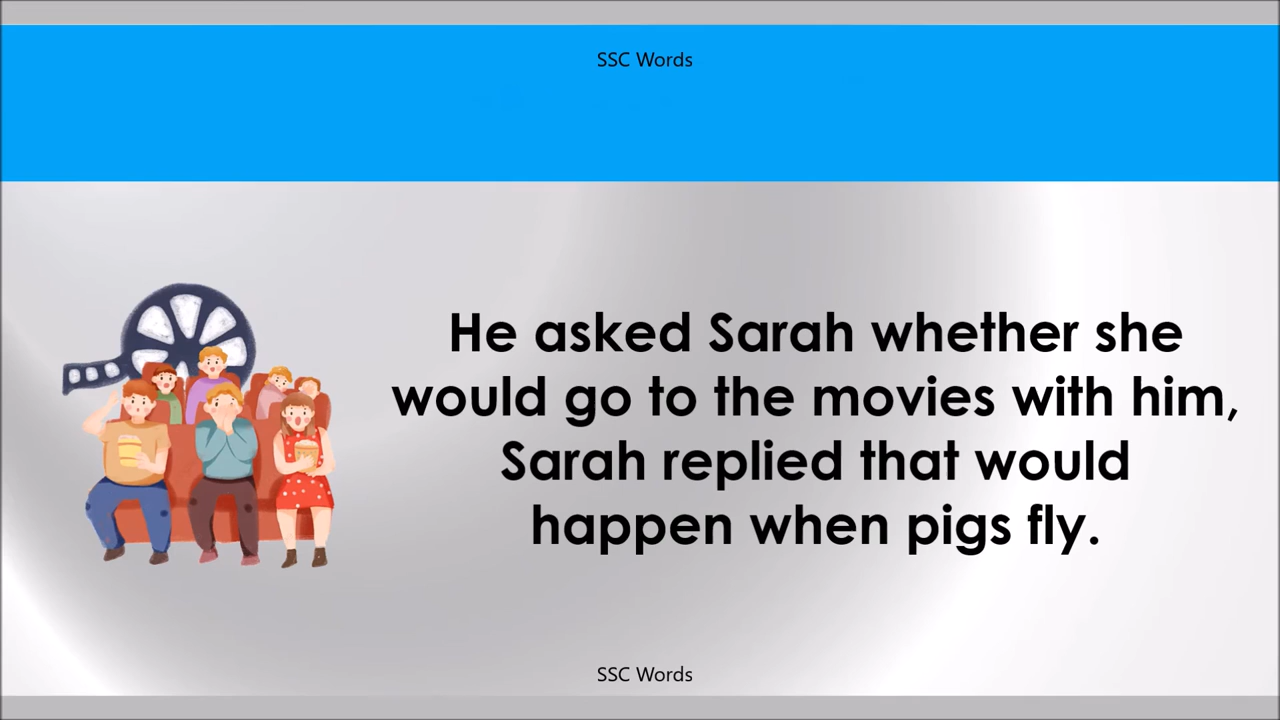 SSC Words
He asked Sarah whether she
would go to the movies with him,
Sarah replied that would
happen when pigs fly.
SSC Words